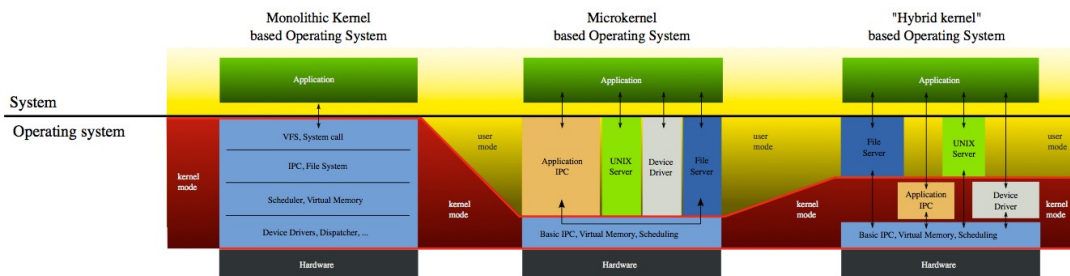 Monolithic Kernel
based Operating System
Microkernel
based Operating System
"Hybrid kernel"
based Operating System
Application
Application
Application
System
Operating system
VFS, System call
IPC, File System
Scheduler, Virtual Memory
Device Drivers, Dispatcher, ...
Hardware
kernel
mode
kernel
mode
user
mode
Application
IPC
UNIX
Server
Device
Driver
File
Server
Basic IPC, Virtual Memory, Scheduling
Hardware
user
mode
kernel
mode
File
Server
UNIX
Server
Application
IPC
Device
Driver
Basic IPC, Virtual Memory, Scheduling
Hardware
user
mode
kernel
mode